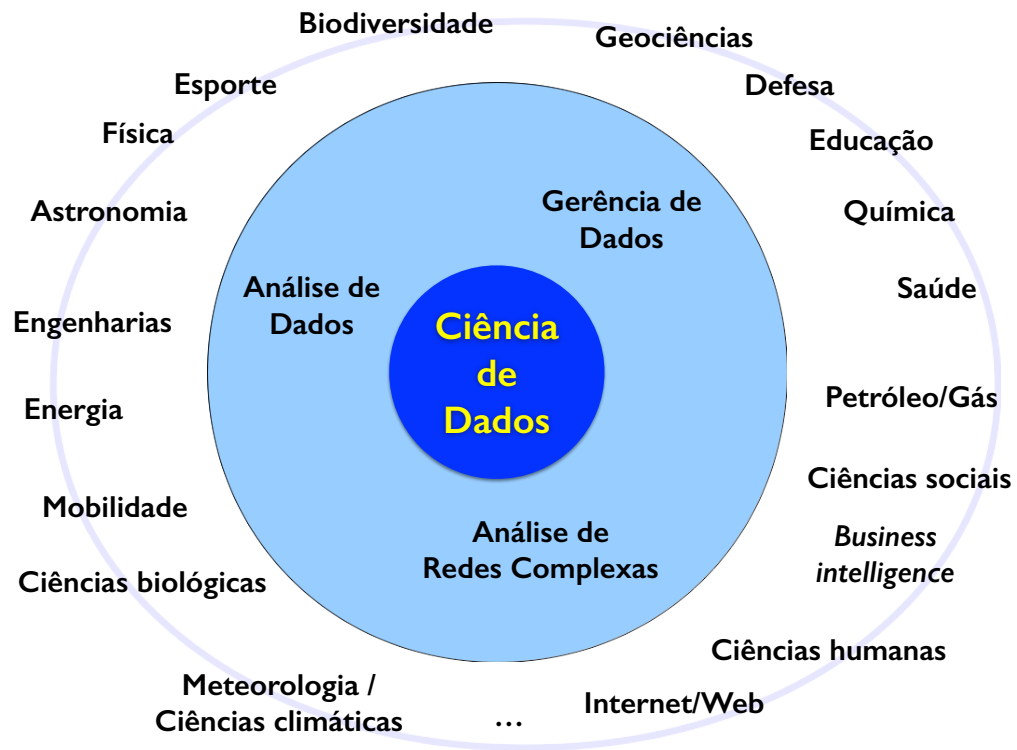 Biodiversidade
Geociências
Esporte
Defesa
Física
Educação
Astronomia
Química
Gerência de
Dados
Análise de
Dados
Saúde
Engenharias
Ciência
de
Dados
Energia
Petróleo/Gás
Ciências sociais
Mobilidade
Business
intelligence
Análise de
Redes Complexas
Ciências biológicas
Ciências humanas
Meteorologia /
Ciências climáticas
...
Internet/Web